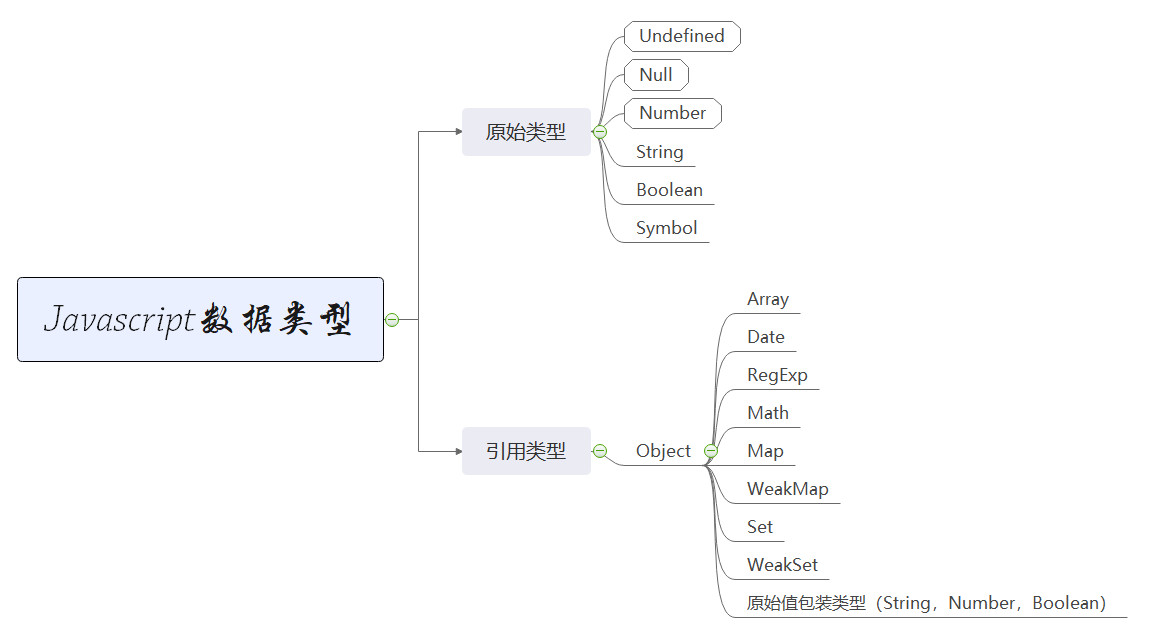 Javascript数据类型
原始类型
Undefined
Null
Number
String
Boolean
Symbol
引用类型
Object
Array
Date
RegExp
Math
Map
WeakMap
Set
WeakSet
原始值包装类型（String，Number，Boolean）